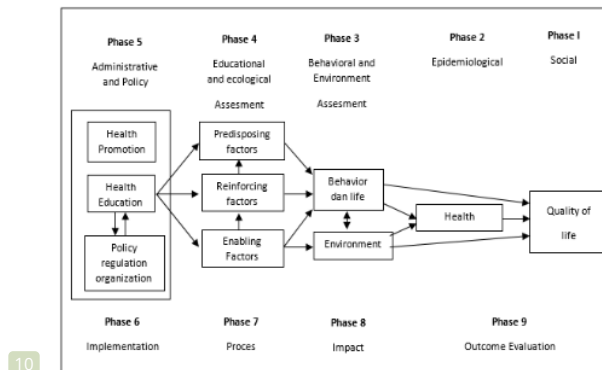 Phase 5
Administrative
and Policy
Phase 4
Educational
and ecological
Assesment
Phase 3
Behavioral and
Environment
Assesment
Phase 2
Epidemiological
Phase I
Social
Health
Promotion
Health
Education
Policy
regulation
organization
Predisposing
factors
Reinforcing
factors
Enabling
Factors
Behavior
dan life
Environment
Health
Quality of
life
Phase 6
Implementation
Phase 7
Proces
Phase 8
Impact
Phase 9
Outcome Evaluation
10